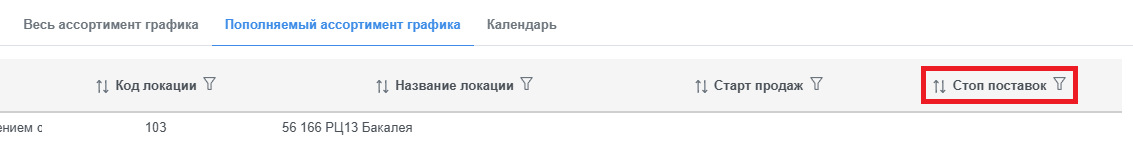 Весь ассортимент графика Пополняемый ассортимент графика Календарь
Код локации Название локации Старт продаж Стоп поставок
ением с 103 56 166 РЦ13 Бакалея